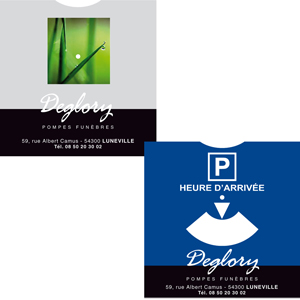 Deglory
POMPES FUNÈBRES
59, rue Albert Camus - 54300 LUNEVILLE
Tél. 08 50 20 30 02
P
HEURE D'ARRIVÉE
Deglory
POMPES FUNÈBRES
59, rue Albert Camus - 54300 LUNEVILLE
Tél. 08 50 20 30 02